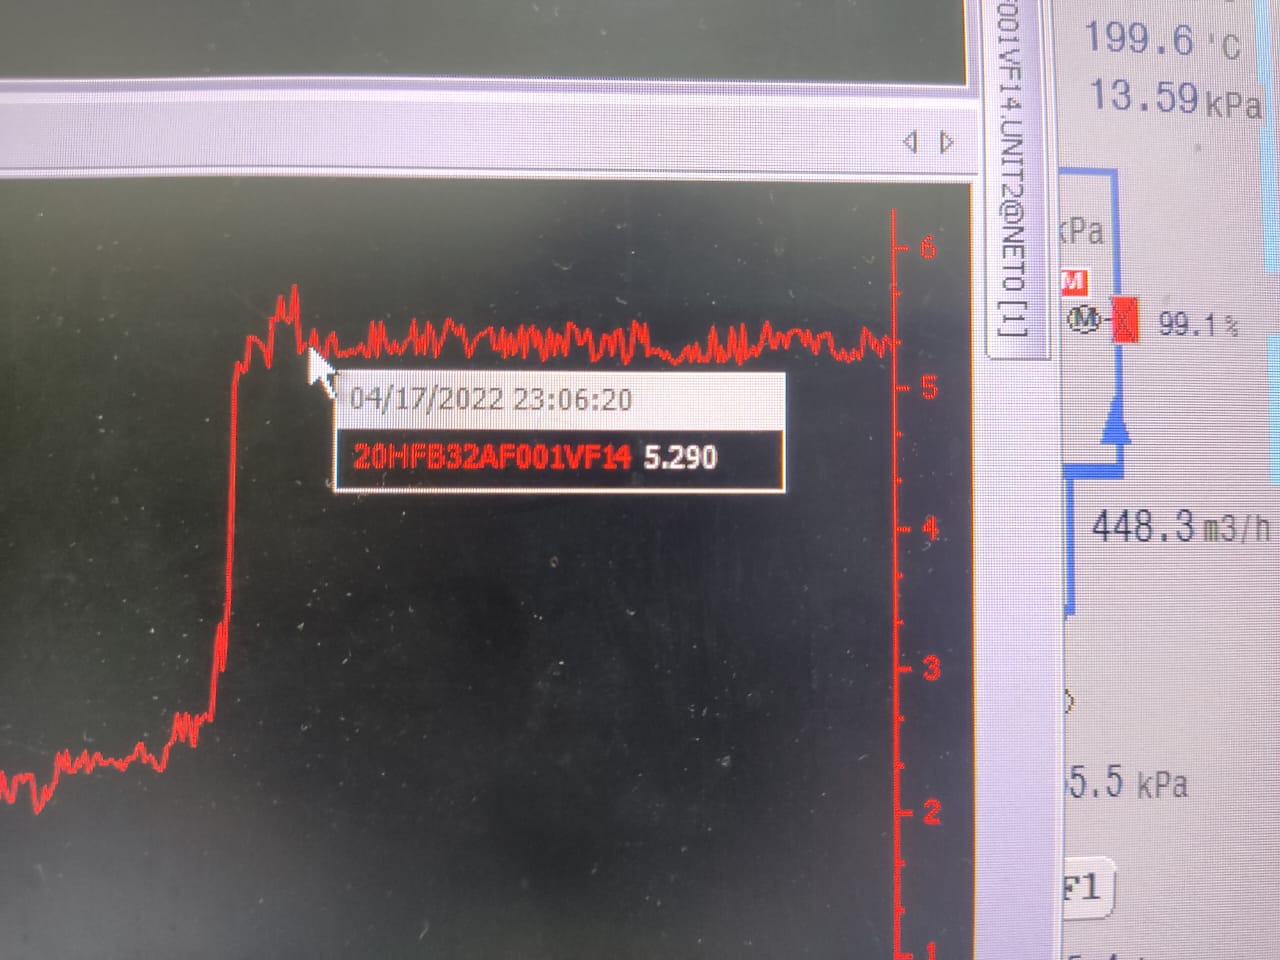 001VF14.UNIT2@NET0 [1]
199.6 'C
13.59 kPa
kPa
6
M
M
99.1%
5
04/17/2022 23:06:20
20HFB32AF001VF14 5.290
4
448.3 m3/h
3
5.5 kPa
2
F1
1